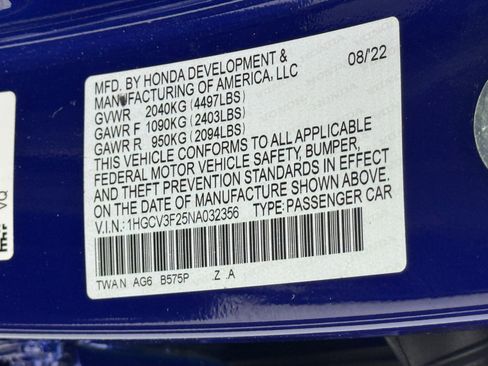 MFD. BY HONDA DEVELOPMENT & 08/22
MANUFACTURING OF AMERICA, LLC
GVWR 2040KG (4497LBS)
GAWR F 1090KG (2403LBS)
GAWR R 950KG (2094LBS)
THIS VEHICLE CONFORMS TO ALL APPLICABLE
FEDERAL MOTOR VEHICLE SAFETY, BUMPER,
AND THEFT PREVENTION STANDARDS IN EFFECT
ON THE DATE OF MANUFACTURE SHOWN ABOVE.
V.I.N.: 1HGCV3F25NA032356 TYPE: PASSENGER CAR
TWA N AG6 B575P .Z .A